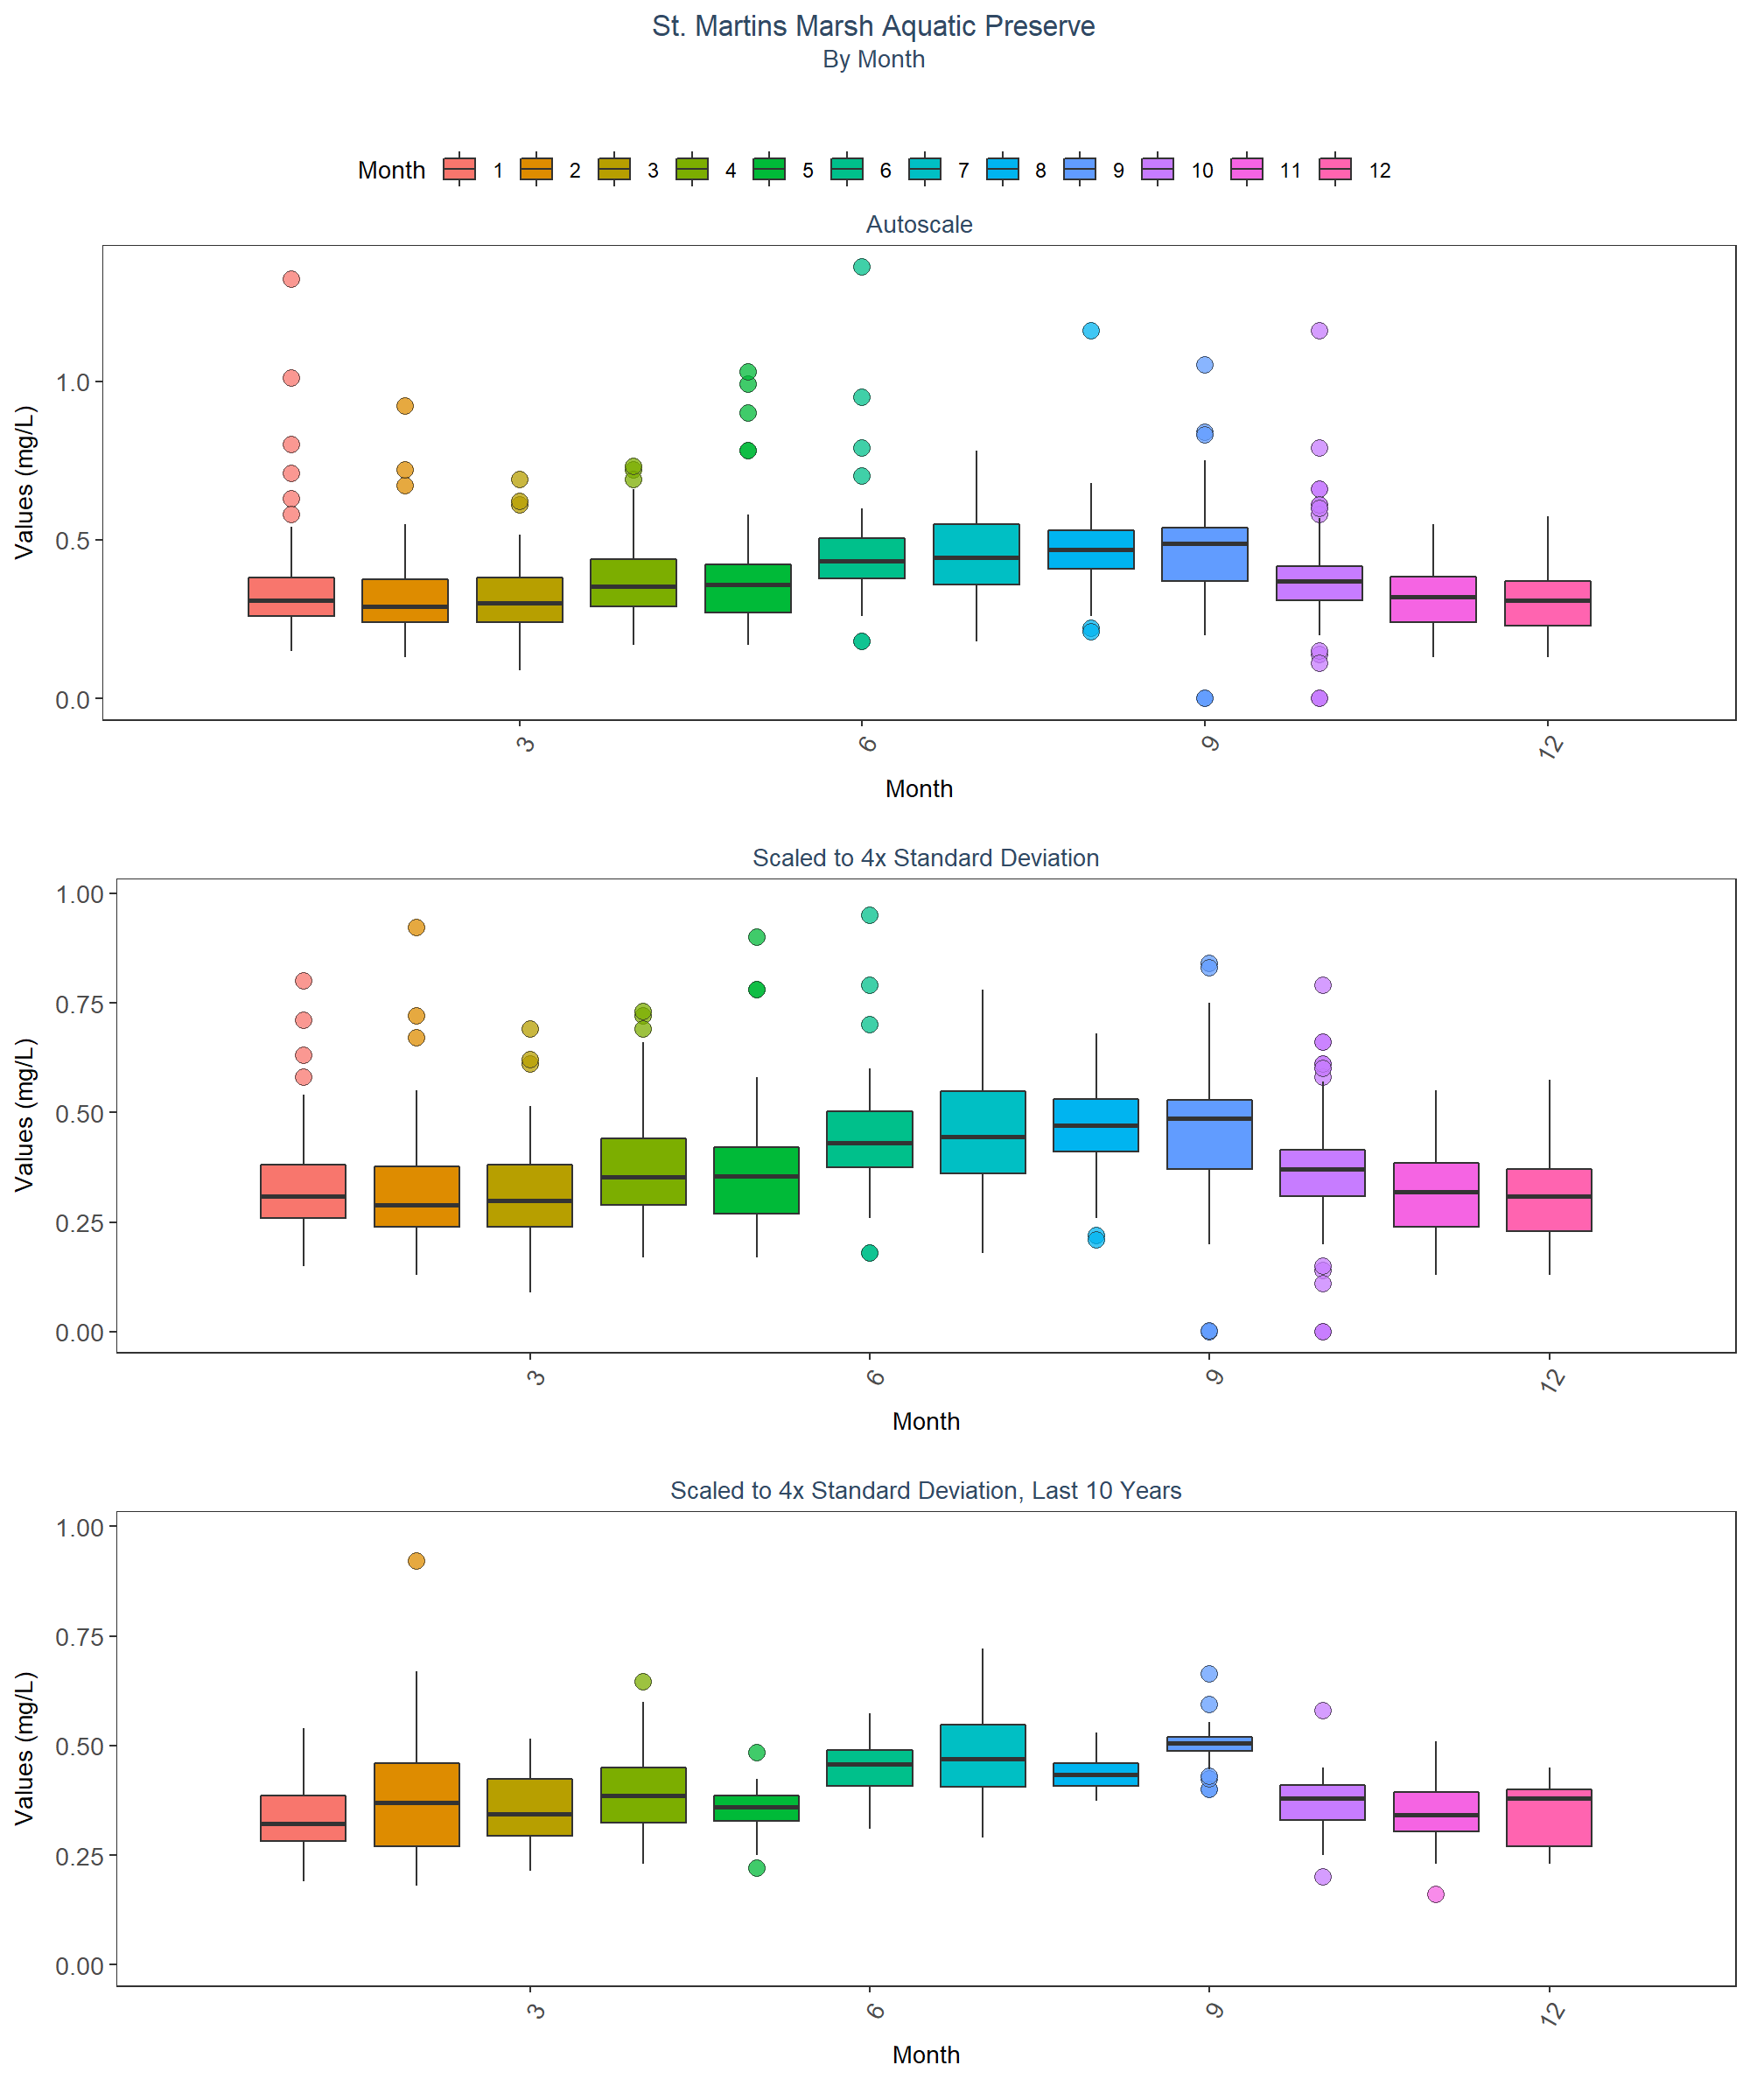 St. Martins Marsh Aquatic Preserve
By Month
Month 1 2 3 4 5 6 7 8 9 10 11 12
Autoscale
Values (mg/L)
1.0
0.5
0.0
3 6 9 12
Month
Scaled to 4x Standard Deviation
Values (mg/L)
1.00
0.75
0.50
0.25
0.00
3 6 9 12
Month
Scaled to 4x Standard Deviation, Last 10 Years
Values (mg/L)
1.00
0.75
0.50
0.25
0.00
3 6 9 12
Month